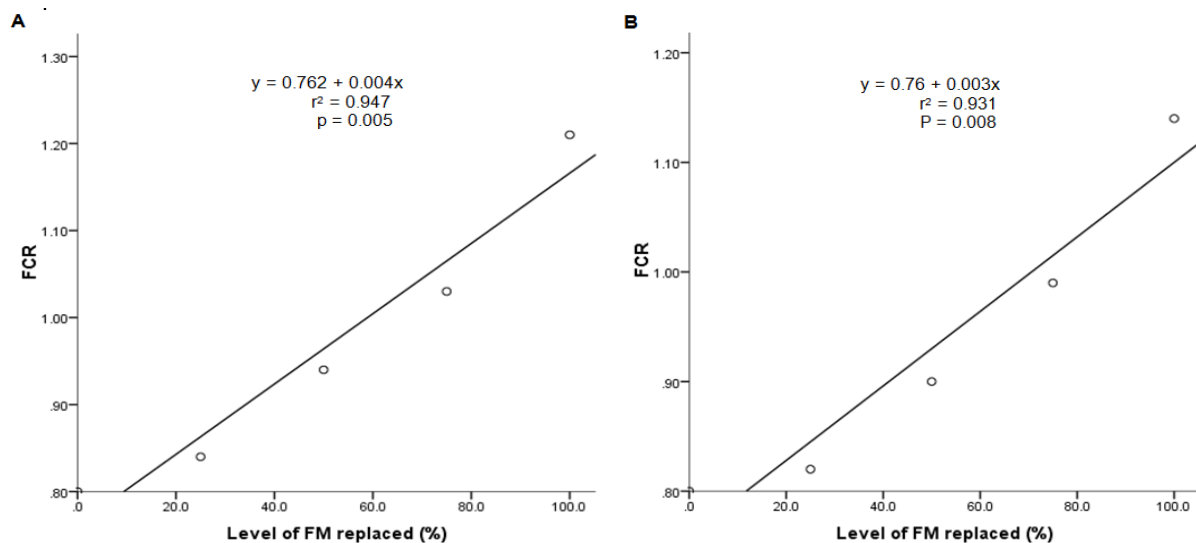 A
y = 0.762 + 0.004x
r² = 0.947
p = 0.005
1.30
1.20
1.10
1.00
.90
.80
FCR
.0 20.0 40.0 60.0 80.0 100.0
Level of FM replaced (%)
B
y = 0.76 + 0.003x
r² = 0.931
P = 0.008
1.20
1.10
1.00
.90
.80
FCR
.0 20.0 40.0 60.0 80.0 100.0
Level of FM replaced (%)